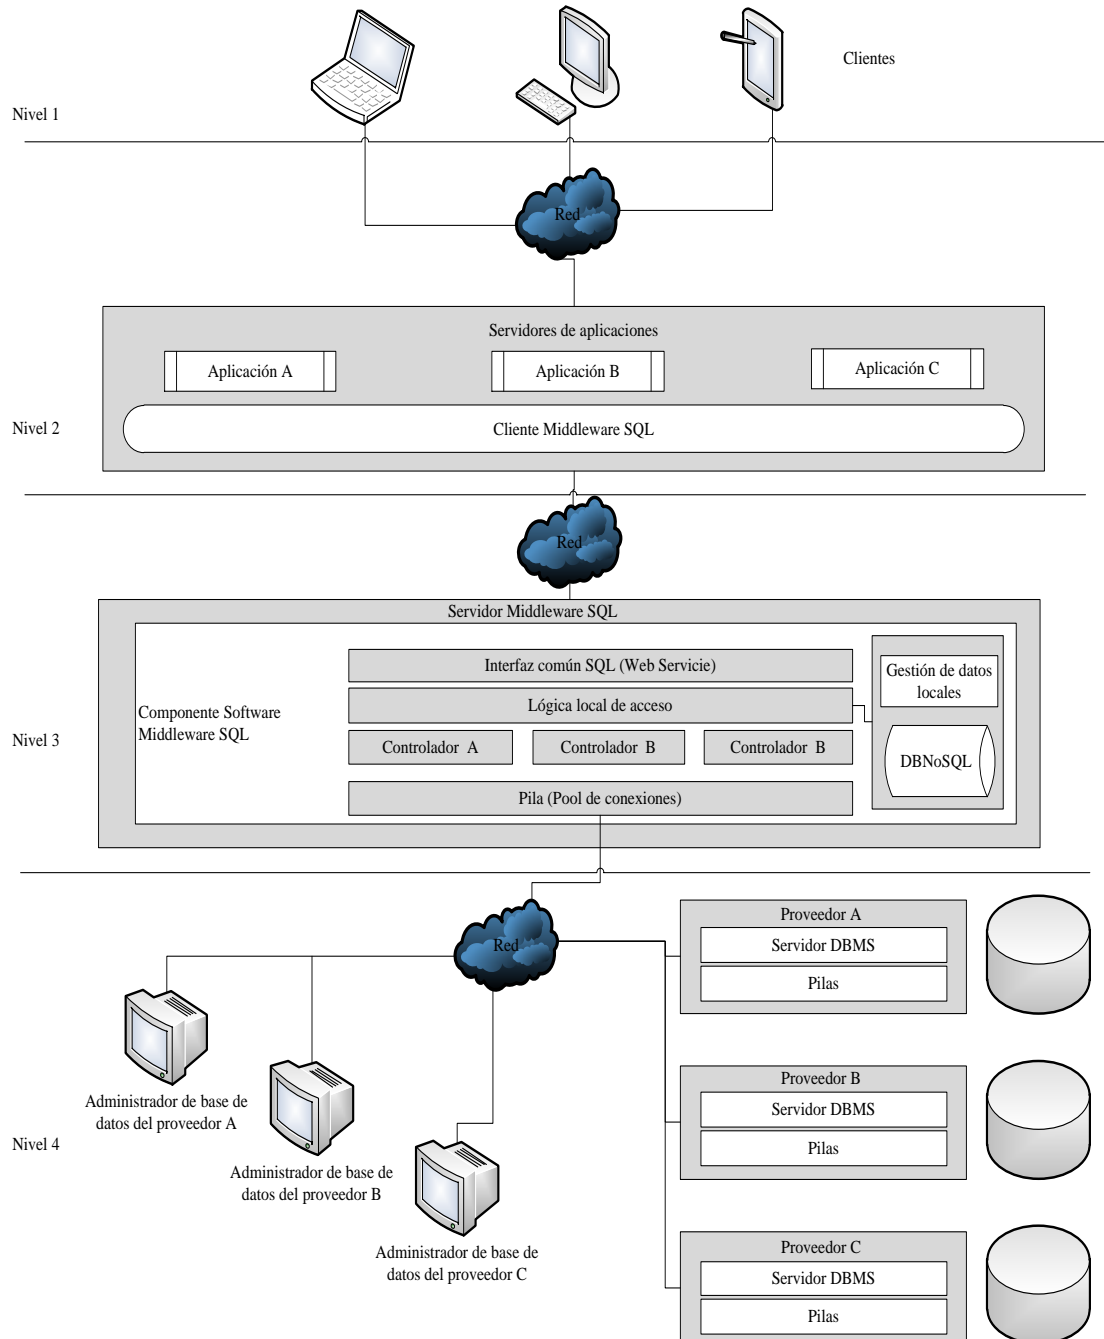 Clientes
Nivel 1
Red
Servidores de aplicaciones
Aplicación A
Aplicación B
Aplicación C
Nivel 2
Cliente Middleware SQL
Red
Servidor Middleware SQL
Interfaz común SQL (Web Servicie)
Gestión de datos
locales
Lógica local de acceso
Componente Software
Middleware SQL
Nivel 3
Controlador A
Controlador B
Controlador B
DBNoSQL
Pila (Pool de conexiones)
Red
Proveedor A
Servidor DBMS
Pilas
Administrador de base de
datos del proveedor A
Proveedor B
Servidor DBMS
Pilas
Nivel 4
Administrador de base de
datos del proveedor B
Administrador de base de
datos del proveedor C
Proveedor C
Servidor DBMS
Pilas